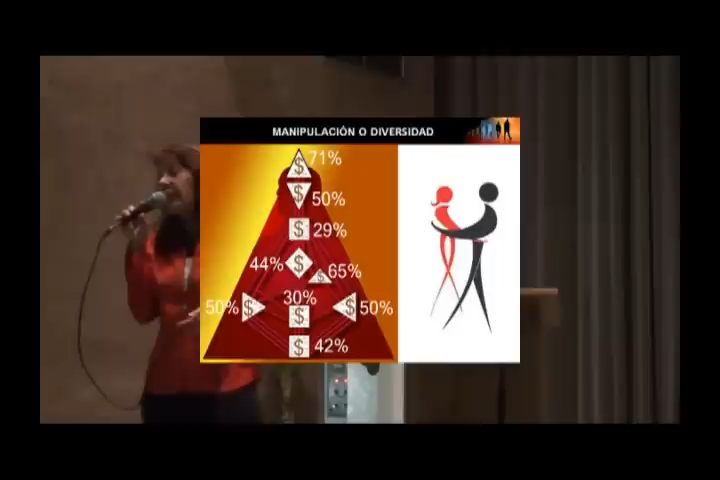 MANIPULACIÓN O DIVERSIDAD
$ 71%
$ 50%
$ 29%
44% $ $ 65%
30%
50% $ $ $ 50%
$ 42%